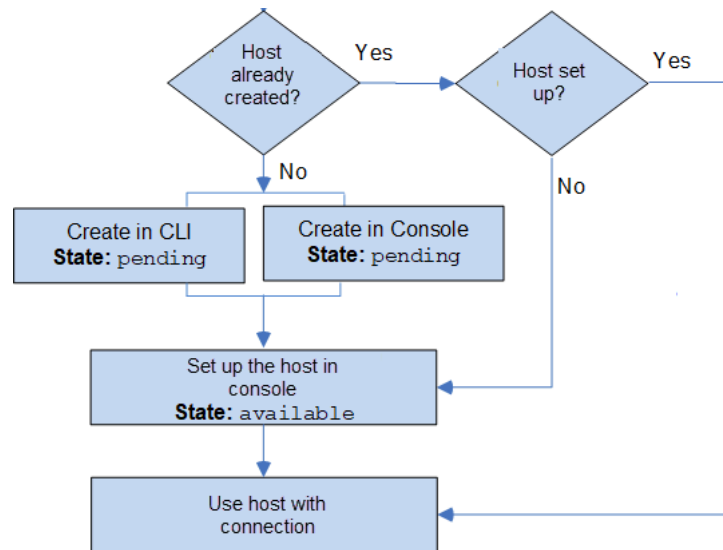 Host
already
created?
Yes
Host set
up?
Yes
No
No
Create in CLI
State: pending
Create in Console
State: pending
Set up the host in
console
State: available
Use host with
connection